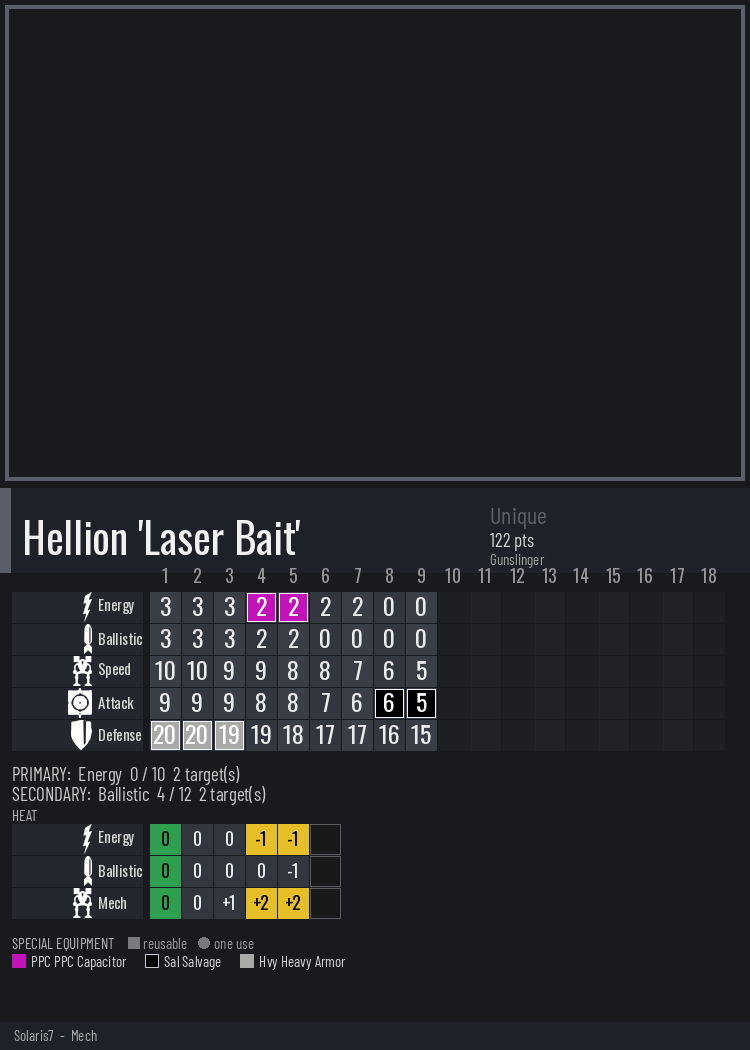 Hellion 'Laser Bait'
Unique
122 pts
Gunslinger
1 2 3 4 5 6 7 8 9 10 11 12 13 14 15 16 17 18
Energy 3 3 3 2 2 2 2 0 0
Ballistic 3 3 3 2 2 0 0 0 0
Speed 10 10 9 9 8 8 7 6 5
Attack 9 9 9 8 8 7 6 6 5
Defense 20 20 19 19 18 17 17 16 15
PRIMARY: Energy 0 / 10 2 target(s)
SECONDARY: Ballistic 4 / 12 2 target(s)
HEAT
Energy 0 0 0 -1 -1
Ballistic 0 0 0 0 -1
Mech 0 0 +1 +2 +2
SPECIAL EQUIPMENT reusable one use
PPC PPC Capacitor Sal Salvage Hvy Heavy Armor
Solaris7 - Mech